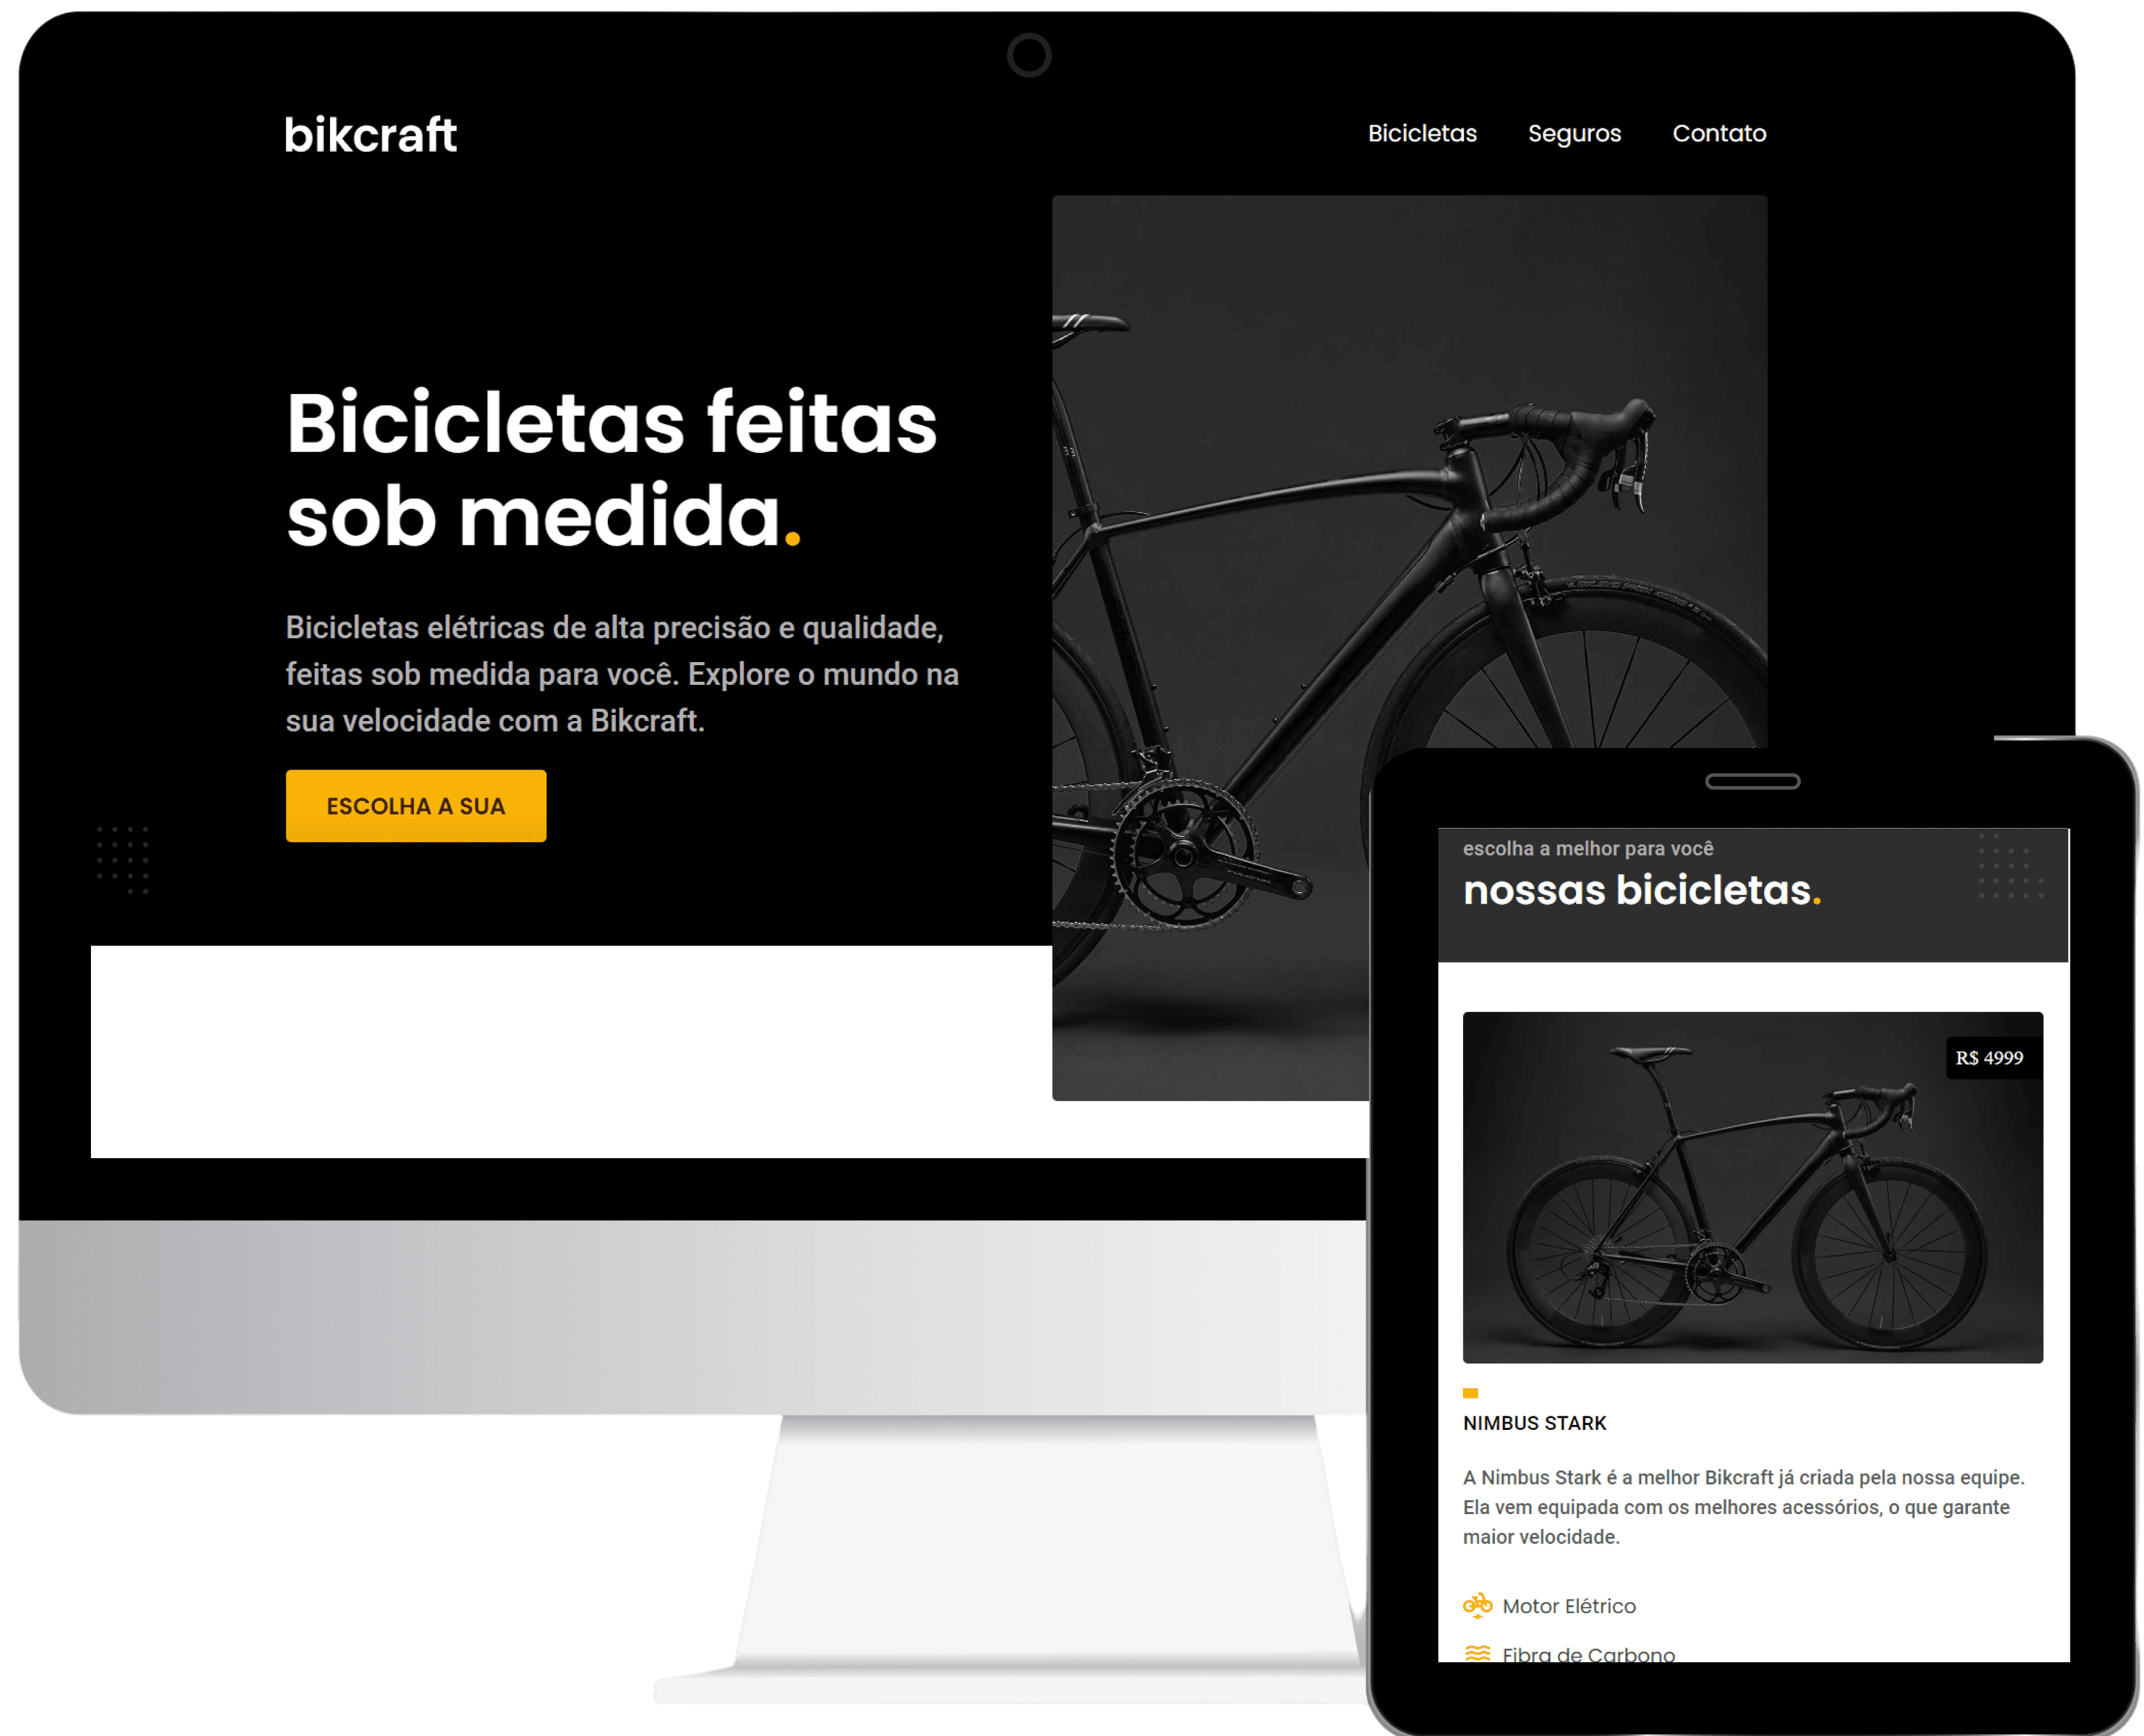 bikcraft
Bicicletas Seguros Contato
Bicicletas feitas
sob medida.
Bicicletas elétricas de alta precisão e qualidade,
feitas sob medida para você. Explore o mundo na
sua velocidade com a Bikcraft.
ESCOLHA A SUA
escolha a melhor para você
nossas bicicletas.
R$ 4999
NIMBUS STARK
A Nimbus Stark é a melhor Bikcraft já criada pela nossa equipe.
Ela vem equipada com os melhores acessórios, o que garante
maior velocidade.
Motor Elétrico
Fibra de Carbono